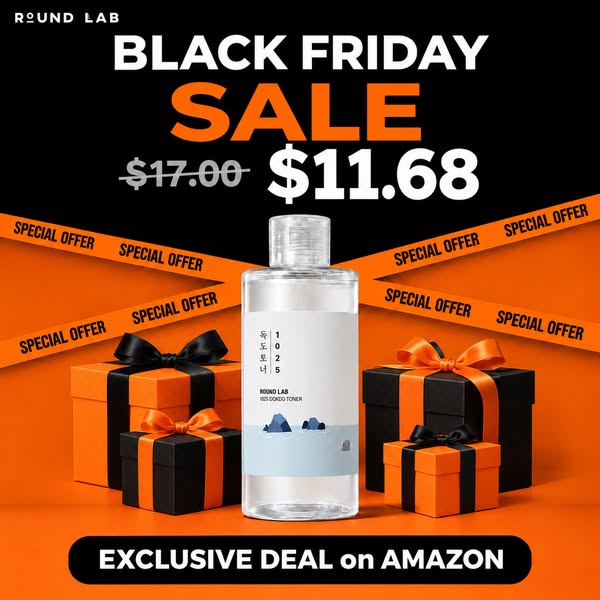 ROUND LAB
BLACK FRIDAY
SALE
$17.00 $11.68
SPECIAL OFFER
SPECIAL OFFER
SPECIAL OFFER
SPECIAL OFFER
SPECIAL OFFER
SPECIAL OFFER
SPECIAL OFFER
SPECIAL OFFER
독도토너
1025
ROUND LAB
1025 DOKDO TONER
EXCLUSIVE DEAL on AMAZON